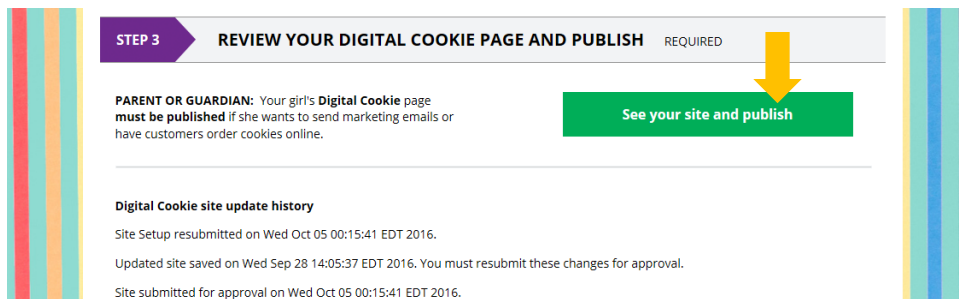 STEP 3 REVIEW YOUR DIGITAL COOKIE PAGE AND PUBLISH REQUIRED
PARENT OR GUARDIAN: Your girl's Digital Cookie page
must be published if she wants to send marketing emails or
have customers order cookies online.
See your site and publish
Digital Cookie site update history
Site Setup resubmitted on Wed Oct 05 00:15:41 EDT 2016.
Updated site saved on Wed Sep 28 14:05:37 EDT 2016. You must resubmit these changes for approval.
Site submitted for approval on Wed Oct 05 00:15:41 EDT 2016.